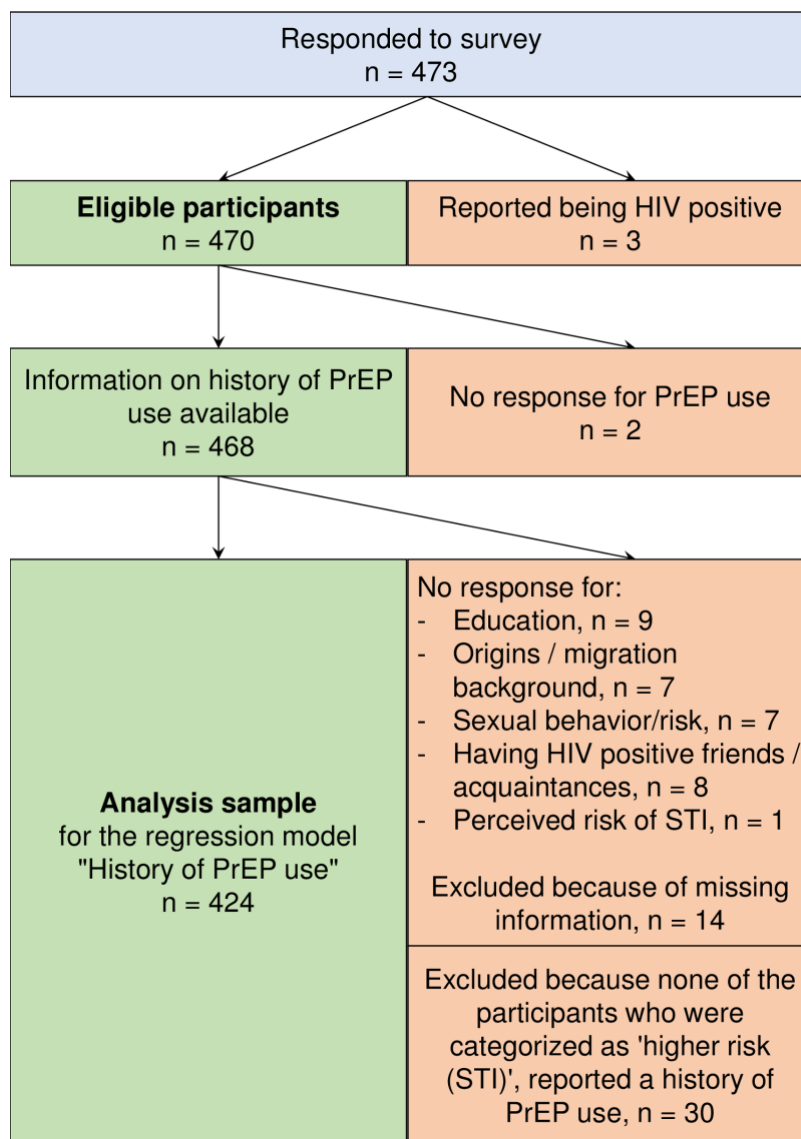 Responded to survey
n = 473
Eligible participants
n = 470
Reported being HIV positive
n = 3
Information on history of PrEP
use available
n = 468
No response for PrEP use
n = 2
Analysis sample
for the regression model
"History of PrEP use"
n = 424
No response for:
- Education, n = 9
- Origins / migration
background, n = 7
- Sexual behavior/risk, n = 7
- Having HIV positive friends /
acquaintances, n = 8
- Perceived risk of STI, n = 1
Excluded because of missing
information, n = 14
Excluded because none of the
participants who were
categorized as 'higher risk
(STI)', reported a history of
PrEP use, n = 30